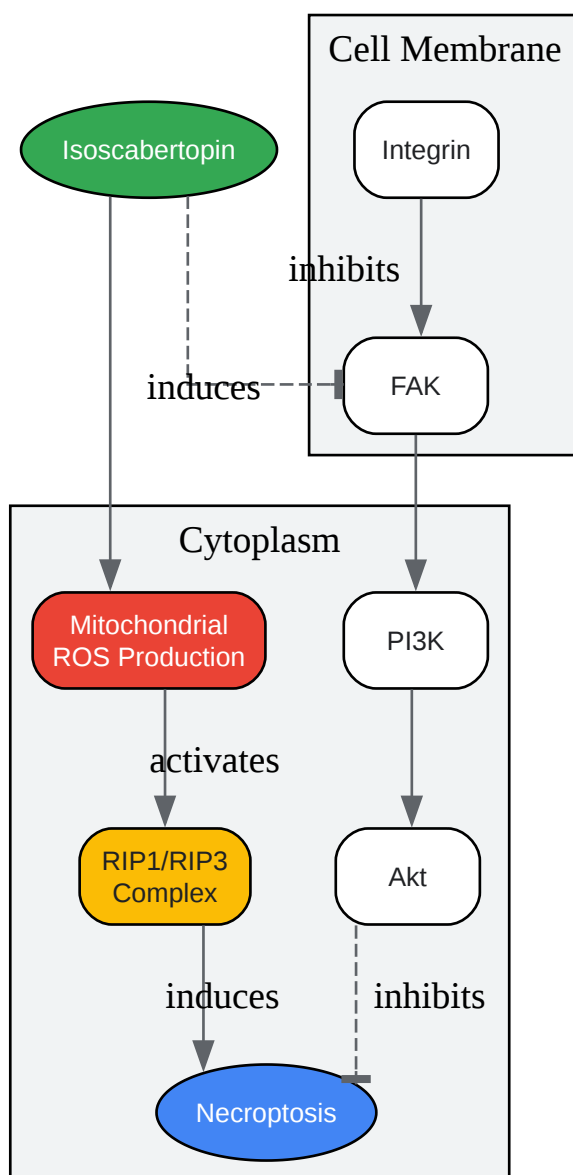 Cell Membrane
Isoscabertopin
Integrin
inhibits
induces
FAK
Cytoplasm
Mitochondrial
ROS Production
PI3K
activates
RIP1/RIP3
Complex
Akt
induces
inhibits
Necroptosis